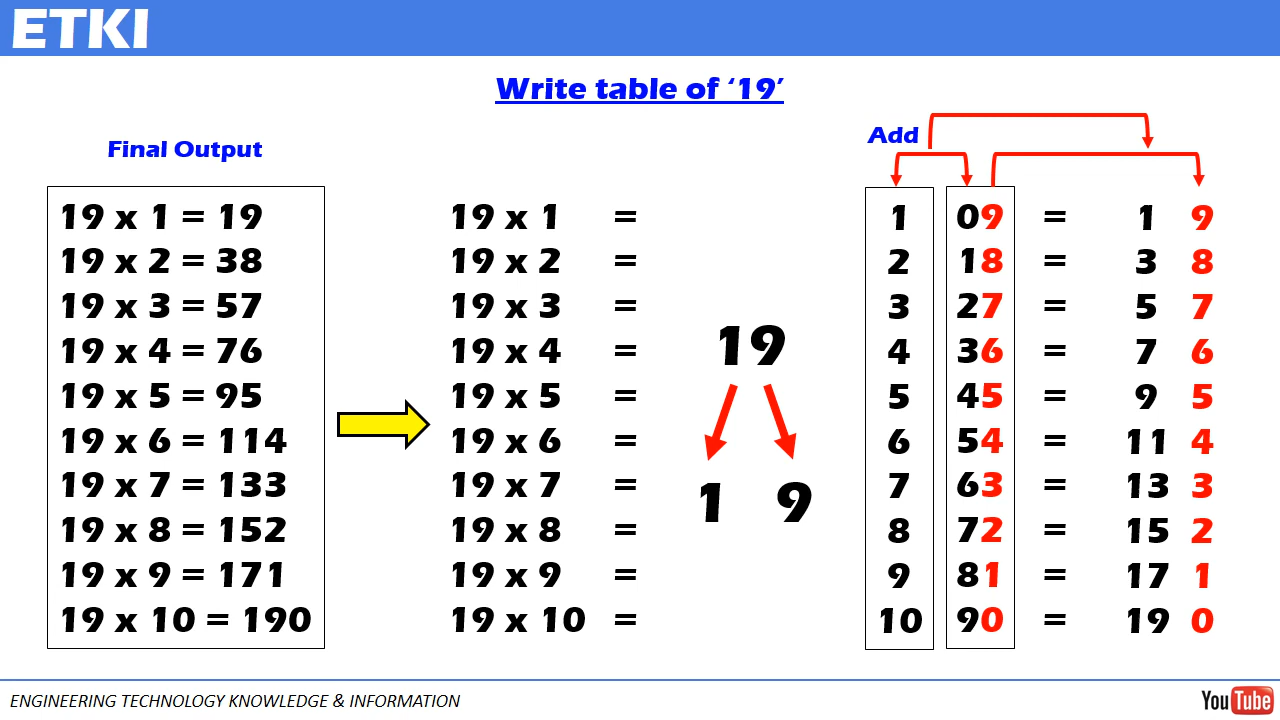 ETKI
Write table of ‘19’
Final Output
Add
19 x 1 = 19
19 x 2 = 38
19 x 3 = 57
19 x 4 = 76
19 x 5 = 95
19 x 6 = 114
19 x 7 = 133
19 x 8 = 152
19 x 9 = 171
19 x 10 = 190
19 x 1 =
19 x 2 =
19 x 3 =
19 x 4 =
19 x 5 =
19 x 6 =
19 x 7 =
19 x 8 =
19 x 9 =
19 x 10 =
19
1 9
1 09 = 1 9
2 18 = 3 8
3 27 = 5 7
4 36 = 7 6
5 45 = 9 5
6 54 = 11 4
7 63 = 13 3
8 72 = 15 2
9 81 = 17 1
10 90 = 19 0
ENGINEERING TECHNOLOGY KNOWLEDGE & INFORMATION
YouTube